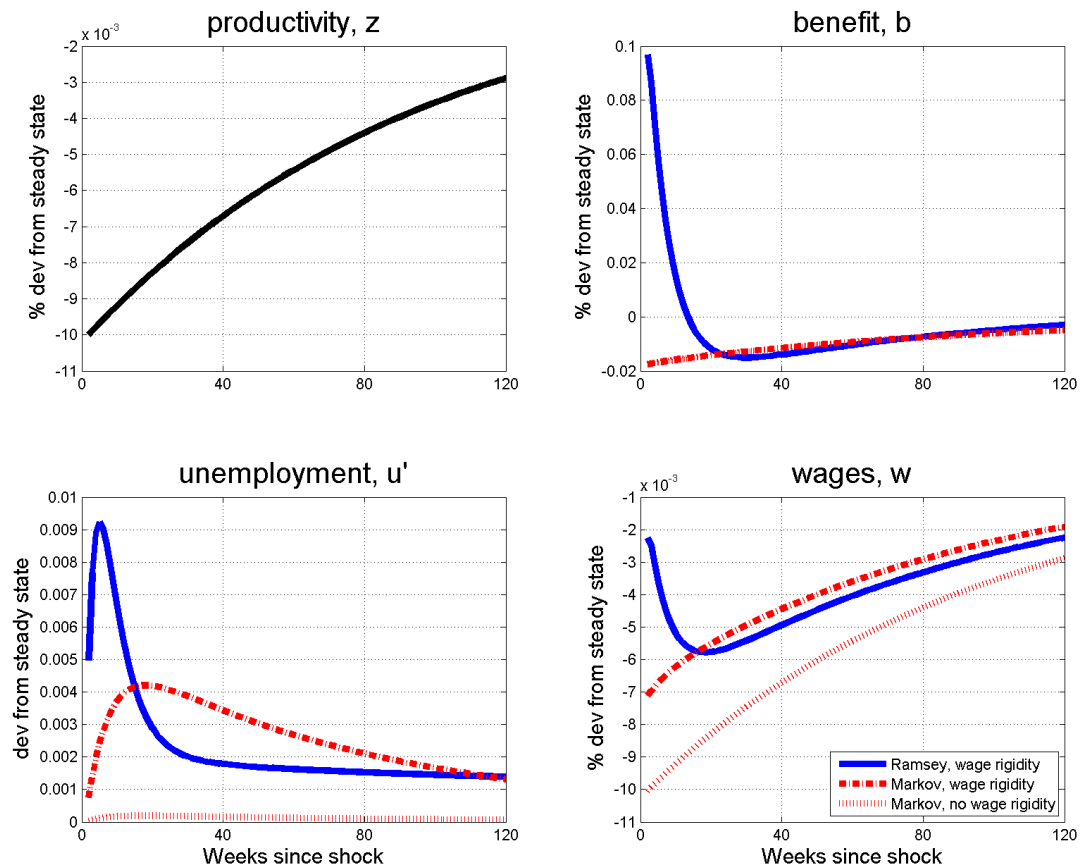 productivity, z
x 10⁻³
% dev from steady state
-2
-3
-4
-5
-6
-7
-8
-9
-10
-11
0 40 80 120
benefit, b
% dev from steady state
0.1
0.08
0.06
0.04
0.02
0
-0.02
0 40 80 120
unemployment, u'
dev from steady state
0.01
0.009
0.008
0.007
0.006
0.005
0.004
0.003
0.002
0.001
0
0 40 80 120
Weeks since shock
wages, w
x 10⁻³
% dev from steady state
-1
-2
-3
-4
-5
-6
-7
-8
-9
-10
-11
Ramsey, wage rigidity
Markov, wage rigidity
Markov, no wage rigidity
0 40 80 120
Weeks since shock